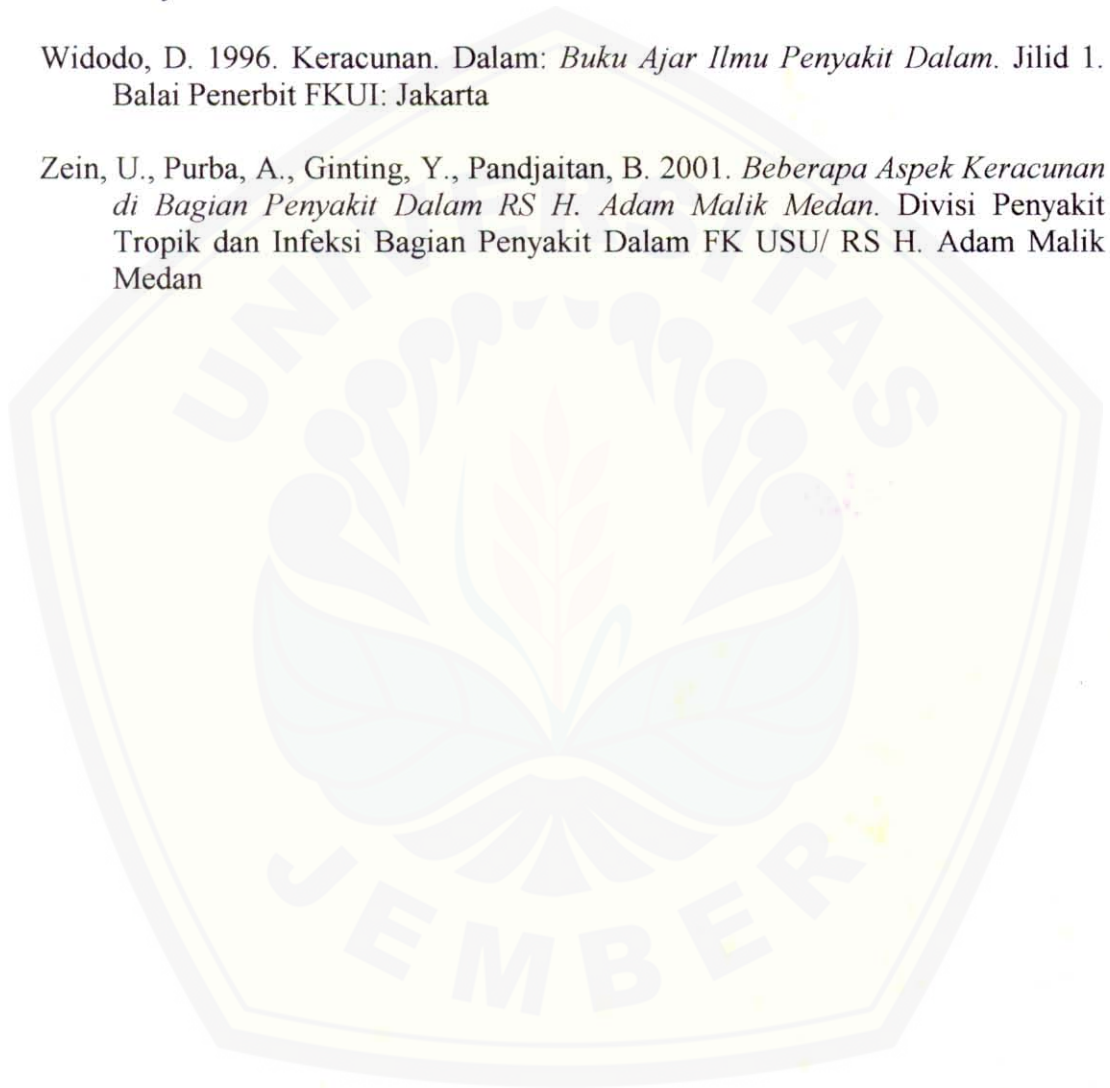 Widodo, D. 1996. Keracunan. Dalam: Buku Ajar Ilmu Penyakit Dalam. Jilid 1.
Balai Penerbit FKUI: Jakarta
Zein, U., Purba, A., Ginting, Y., Pandjaitan, B. 2001. Beberapa Aspek Keracunan
di Bagian Penyakit Dalam RS H. Adam Malik Medan. Divisi Penyakit
Tropik dan Infeksi Bagian Penyakit Dalam FK USU/ RS H. Adam Malik
Medan
UNIVERSITAS
JEMBER